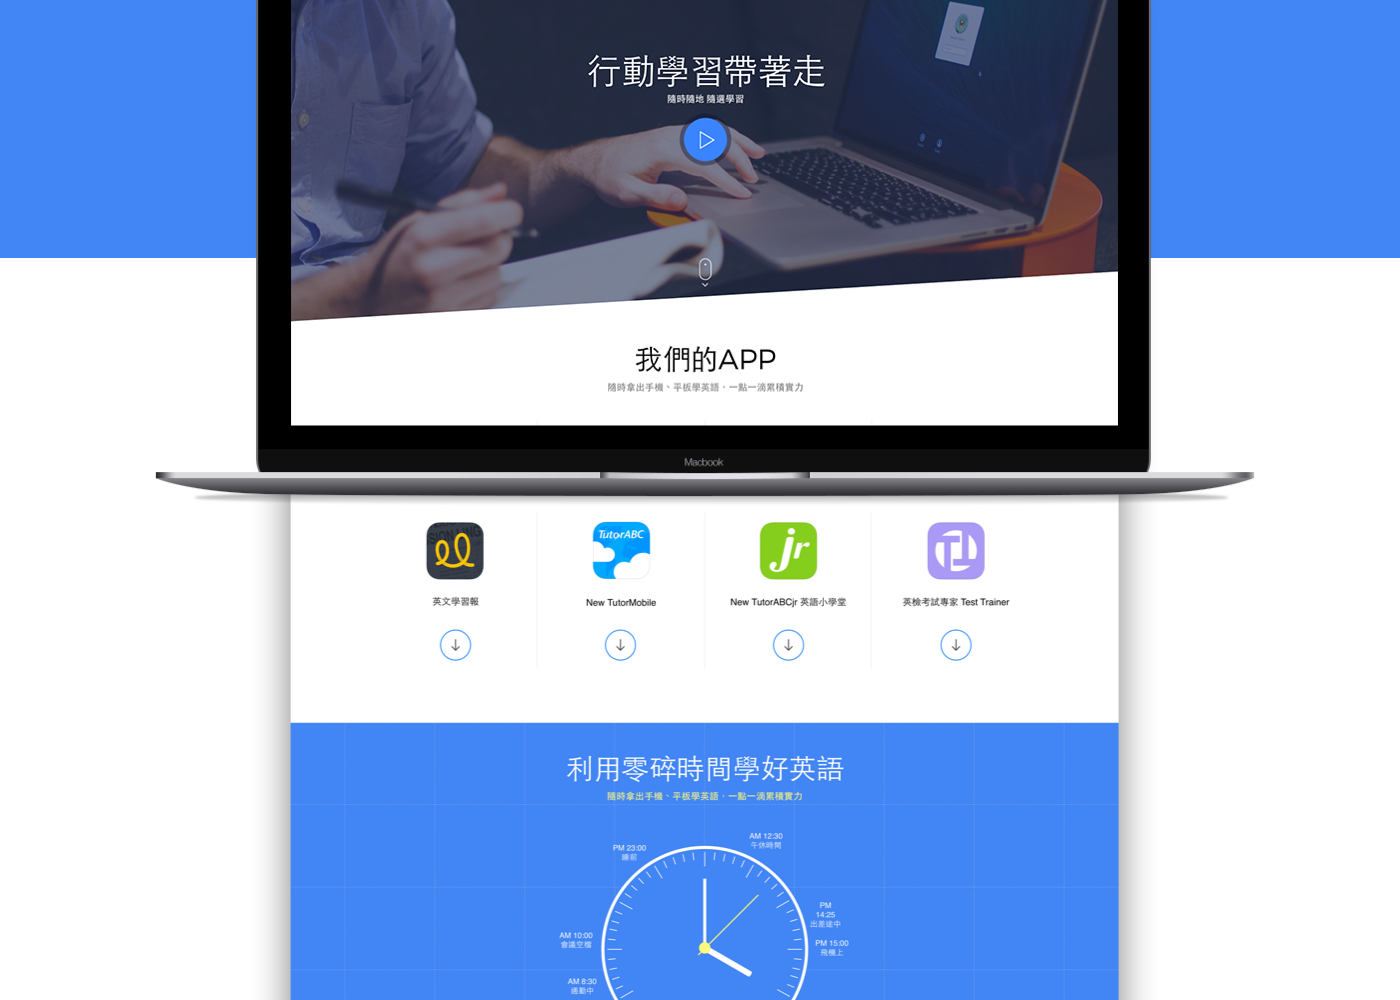 行動學習帶著走
隨時隨地 隨選學習
我們的APP
隨時拿出手機、平板學英語，一點一滴累積實力
Macbook
TutorABC
jr
英文學習報
New TutorMobile
New TutorABCjr 英語小學堂
英檢考試專家 Test Trainer
利用零碎時間學好英語
隨時拿出手機、平板學英語，一點一滴累積實力
AM 12:30
午休時間
PM 23:00
睡前
PM
14:25
出差途中
AM 10:00
會議空檔
PM 15:00
飛機上
AM 8:30
通勤中